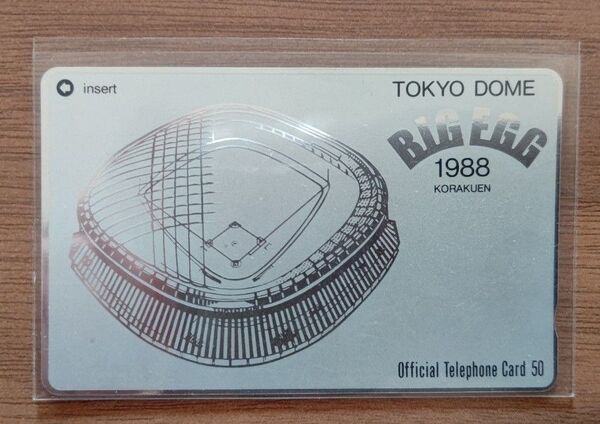 insert
TOKYO DOME
BIG EGG
1988
KORAKUEN
Official Telephone Card 50